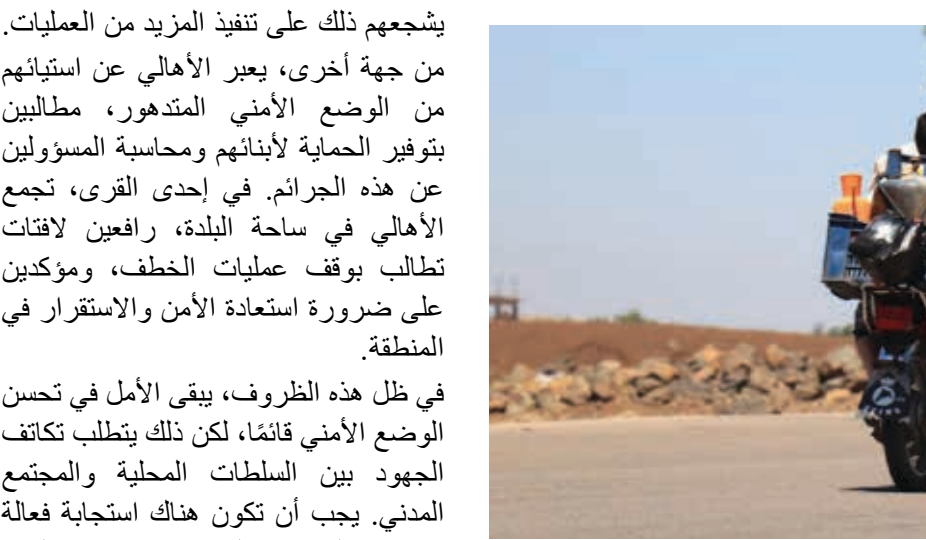 يشجعهم ذلك على تنفيذ المزيد من العمليات.
من جهة أخرى، يعبر الأهالي عن استيائهم
من الوضع الأمني المتدهور، مطالبين
بتوفير الحماية لأبنائهم ومحاسبة المسؤولين
عن هذه الجرائم. في إحدى القرى، تجمع
الأهالي في ساحة البلدة، رافعين لافتات
تطالب بوقف عمليات الخطف، ومؤكدين
على ضرورة استعادة الأمن والاستقرار في
المنطقة.
في ظل هذه الظروف، يبقى الأمل في تحسن
الوضع الأمني قائمًا، لكن ذلك يتطلب تكاتف
الجهود بين السلطات المحلية والمجتمع
المدني. يجب أن تكون هناك استجابة فعالة